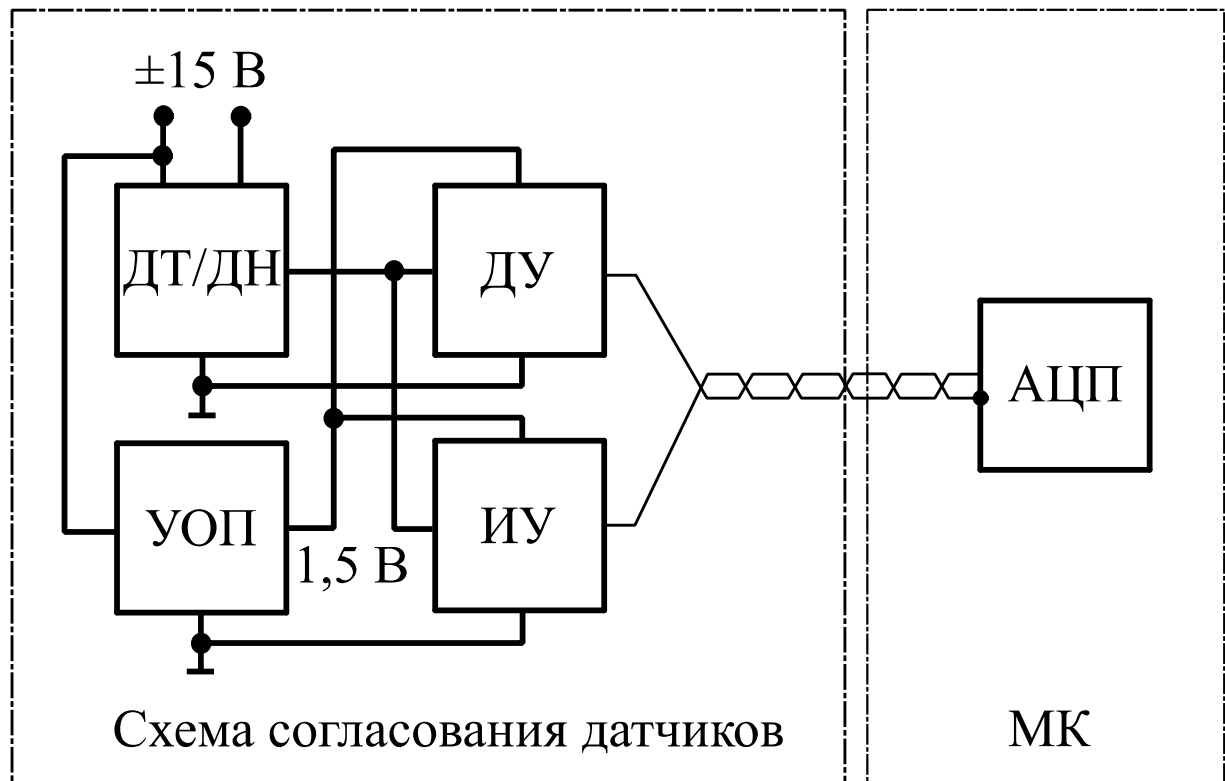 ±15 В
ДТ/ДН
ДУ
АЦП
УОП
1,5 В
ИУ
Схема согласования датчиков
МК